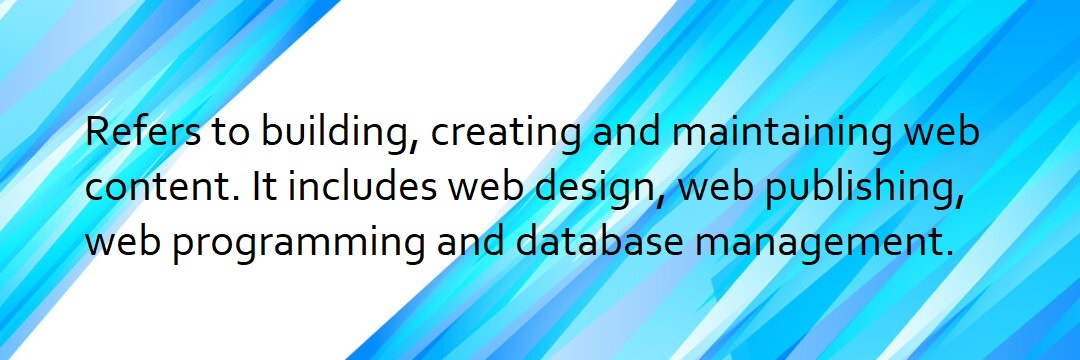 Refers to building, creating and maintaining web
content. It includes web design, web publishing,
web programming and database management.